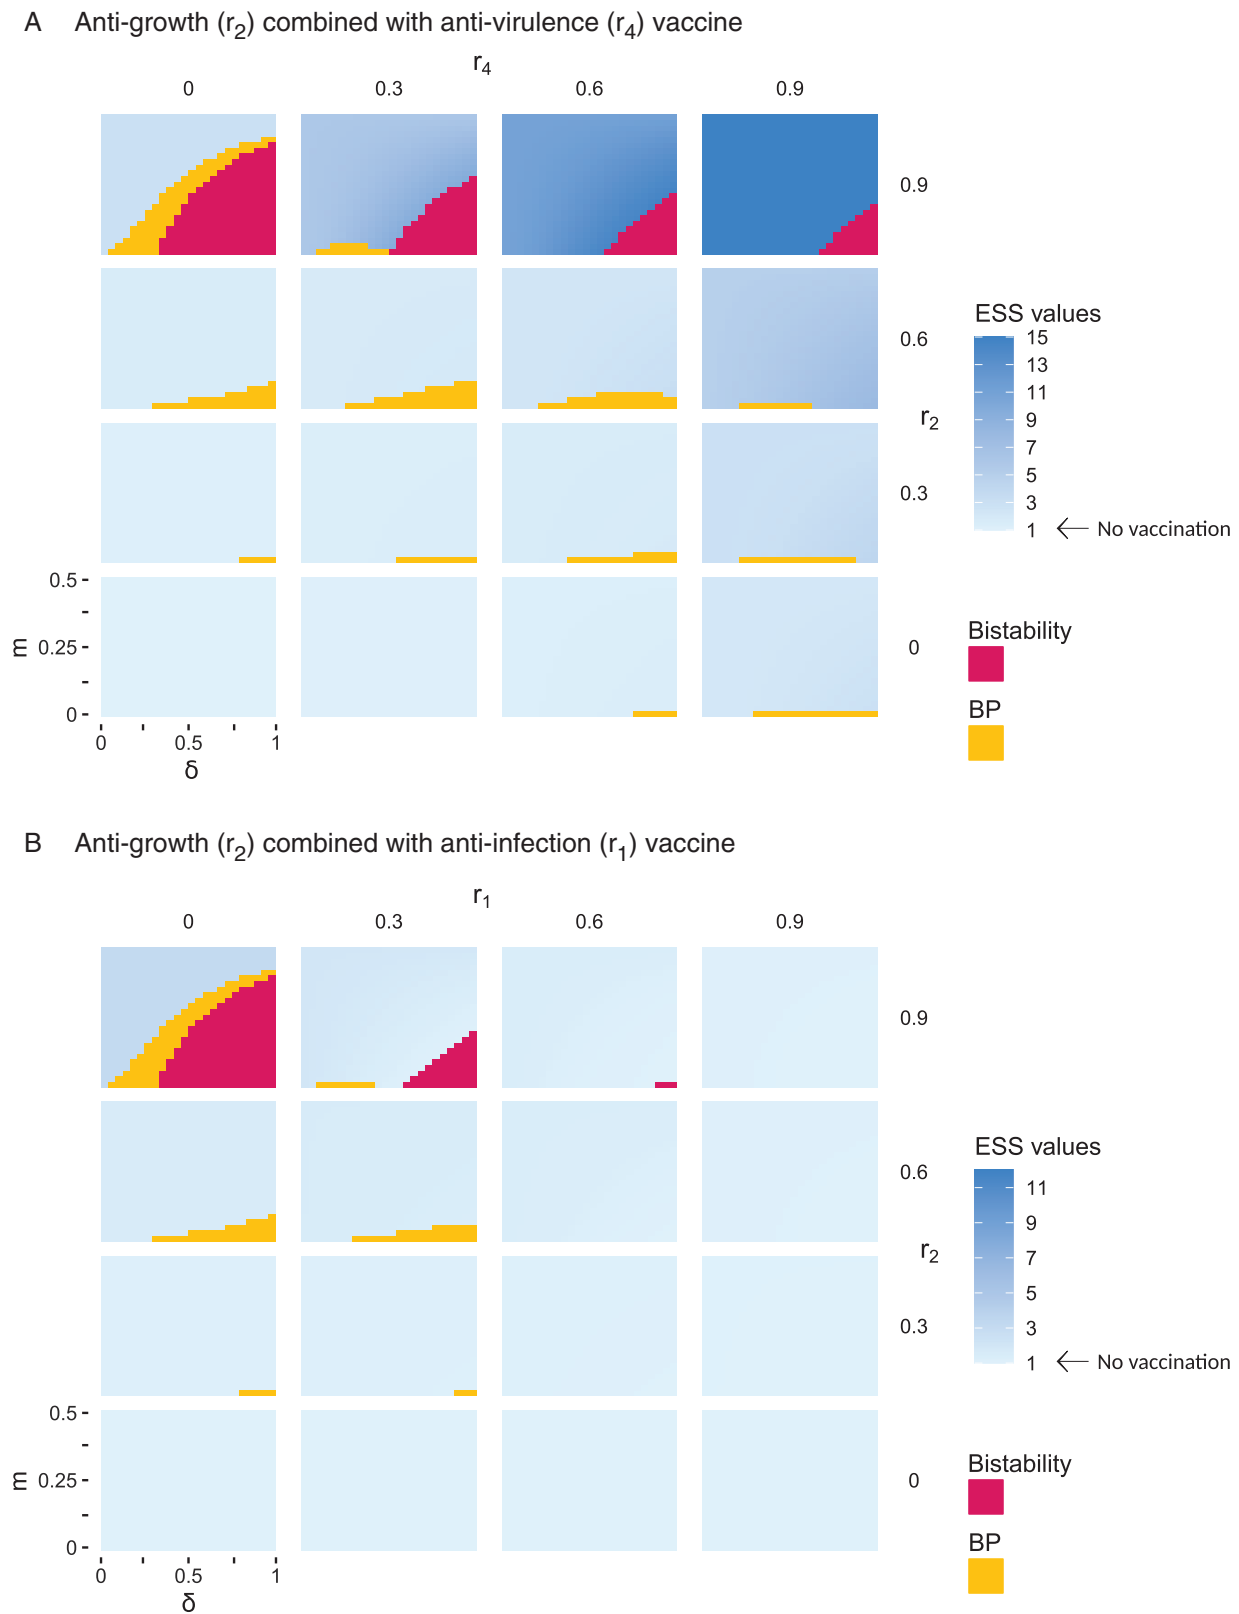 A Anti-growth (r2) combined with anti-virulence (r4) vaccine
r4
0 0.3 0.6 0.9
0.9
0.6
r2
0.3
0
ESS values
15
13
11
9
7
5
3
1 No vaccination
Bistability
BP
0.5
m 0.25
0
0 0.5 1
δ
B Anti-growth (r2) combined with anti-infection (r1) vaccine
r1
0 0.3 0.6 0.9
0.9
0.6
r2
0.3
0
ESS values
11
9
7
5
3
1 No vaccination
Bistability
BP
0.5
m 0.25
0
0 0.5 1
δ